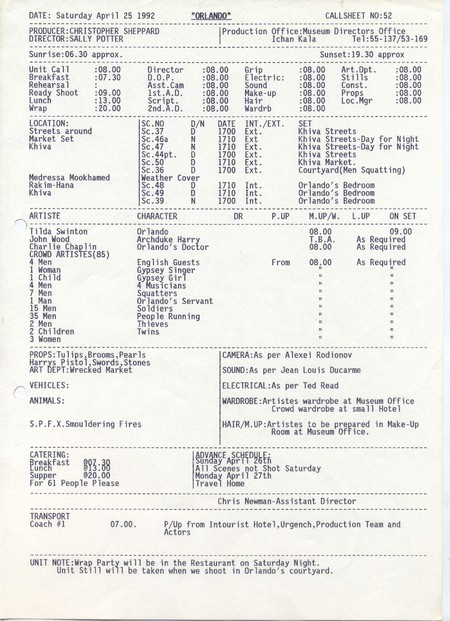 DATE: Saturday April 25 1992 "ORLANDO" CALLSHEET NO:52
PRODUCER:CHRISTOPHER SHEPPARD Production Office:Museum Directors Office
DIRECTOR:SALLY POTTER Ichan Kala Tel:55-137/53-169
Sunrise:06.30 approx. Sunset:19.30 approx
Unit Call :08.00 Director :08.00 Grip :08.00 Art.Dpt. :08.00
Breakfast :07.30 D.O.P. :08.00 Electric: :08.00 Stills :08.00
Rehearsal : Asst.Cam :08.00 Sound :08.00 Const. :08.00
Ready Shoot :09.00 1st.A.D. :08.00 Make-up :08.00 Props :08.00
Lunch :13.00 Script. :08.00 Hair :08.00 Loc.Mgr :08.00
Wrap :20.00 2nd.A.D. :08.00 Wardrb :08.00
LOCATION: SC.NO D/N DATE INT./EXT. SET
Streets around Sc.37 D 1700 Ext. Khiva Streets
Market Set Sc.46a N 1710 Ext. Khiva Streets-Day for Night
Khiva Sc.47 N 1710 Ext. Khiva Streets-Day for Night
Sc.44pt. D 1700 Ext. Khiva Streets
Sc.50 D 1710 Ext. Khiva Market.
Sc.36 D 1700 Ext. Courtyard(Men Squatting)
Medressa Mookhamed Weather Cover
Rakim-Hana Sc.48 D 1710 Int. Orlando's Bedroom
Khiva Sc.49 D 1710 Int. Orlando's Bedroom
Sc.39 N 1700 Int. Orlando's Bedroom
ARTISTE CHARACTER DR P.UP M.UP/W. L.UP ON SET
Tilda Swinton Orlando 08.00 09.00
John Wood Archduke Harry T.B.A. As Required
Charlie Chaplin Orlando's Doctor 08.00 As Required
CROWD ARTISTES(85)
4 Men English Guests From 08.00 As Required
1 Woman Gypsey Singer "
1 Child Gypsey Girl "
4 Men 4 Musicians "
7 Men Squatters "
1 Man Orlando's Servant "
15 Men Soldiers "
35 Men People Running "
2 Men Thieves "
2 Children Twins "
3 Women "
PROPS:Tulips,Brooms,Pearls CAMERA:As per Alexei Rodionov
Harrys Pistol,Swords,Stones
ART DEPT:Wrecked Market SOUND:As per Jean Louis Ducarme
VEHICLES: ELECTRICAL:As per Ted Read
ANIMALS: WARDROBE:Artistes wardrobe at Museum Office
Crowd wardrobe at small Hotel
S.P.F.X.Smouldering Fires HAIR/M.UP:Artistes to be prepared in Make-Up
Room at Museum Office.
CATERING: ADVANCE SCHEDULE:
Breakfast @07.30 Sunday April 26th
Lunch @13.00 All Scenes not Shot Saturday
Supper @20.00 Monday April 27th
For 61 People Please Travel Home
Chris Newman-Assistant Director
TRANSPORT
Coach #1 07.00. P/Up from Intourist Hotel,Urgench,Production Team and
Actors
UNIT NOTE:Wrap Party will be in the Restaurant on Saturday Night.
Unit Still will be taken when we shoot in Orlando's courtyard.